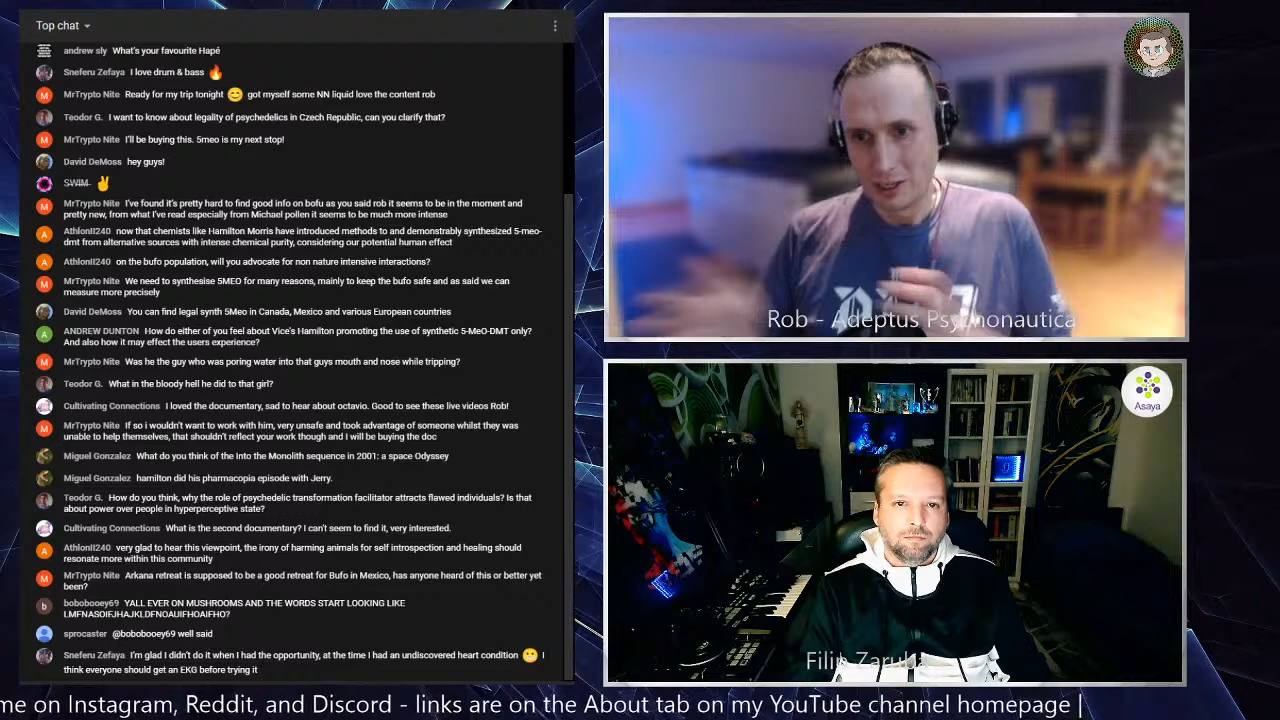 Top chat
andrew sly What's your favourite Hapé
Sneferu Zefaya I love drum & bass 🔥
MrTrypto Nite Ready for my trip tonight 😊 got myself some NN liquid love the content rob
Teodor G. I want to know about legality of psychedelics in Czech Republic, can you clarify that?
MrTrypto Nite I'll be buying this. 5meo is my next stop!
David DeMoss hey guys!
SWIM- ✌
MrTrypto Nite I've found it's pretty hard to find good info on bofu as you said rob it seems to be in the moment and
pretty new, from what I've read especially from Michael pollen it seems to be much more intense
AthlonII240 now that chemists like Hamilton Morris have introduced methods to and demonstrably synthesized 5-meo-
dmt from alternative sources with intense chemical purity, considering our potential human effect
AthlonII240 on the bufo population, will you advocate for non nature intensive interactions?
MrTrypto Nite We need to synthesise 5MEO for many reasons, mainly to keep the bufo safe and as said we can
measure more precisely
David DeMoss You can find legal synth 5Meo in Canada, Mexico and various European countries
ANDREW DUNTON How do either of you feel about Vice's Hamilton promoting the use of synthetic 5-MeO-DMT only?
And also how it may effect the users experience?
MrTrypto Nite Was he the guy who was poring water into that guys mouth and nose while tripping?
Teodor G. What in the bloody hell he did to that girl?
Cultivating Connections I loved the documentary, sad to hear about octavio. Good to see these live videos Rob!
MrTrypto Nite If so i wouldn't want to work with him, very unsafe and took advantage of someone whilst they was
unable to help themselves, that shouldn't reflect your work though and I will be buying the doc
Miguel Gonzalez What do you think of the Into the Monolith sequence in 2001: a space Odyssey
Miguel Gonzalez hamilton did his pharmacopia episode with Jerry.
Teodor G. How do you think, why the role of psychedelic transformation facilitator attracts flawed individuals? Is that
about power over people in hyperperceptive state?
Cultivating Connections What is the second documentary? I can't seem to find it, very interested.
AthlonII240 very glad to hear this viewpoint, the irony of harming animals for self introspection and healing should
resonate more within this community
MrTrypto Nite Arkana retreat is supposed to be a good retreat for Bufo in Mexico, has anyone heard of this or better yet
been?
bobobooey69 YALL EVER ON MUSHROOMS AND THE WORDS START LOOKING LIKE
LMFNASOIFJHAJKLDFNOAUIFHOAIFHO?
sprocaster @bobobooey69 well said
Sneferu Zefaya I'm glad I didn't do it when I had the opportunity, at the time I had an undiscovered heart condition 😬 I
think everyone should get an EKG before trying it
Rob - Adeptus Psychonautica
Asaya
Filip Zaruba
me on Instagram, Reddit, and Discord - links are on the About tab on my YouTube channel homepage |